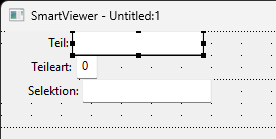 SmartViewer - Untitled:1
Teil:
Teileart: 0
Selektion: